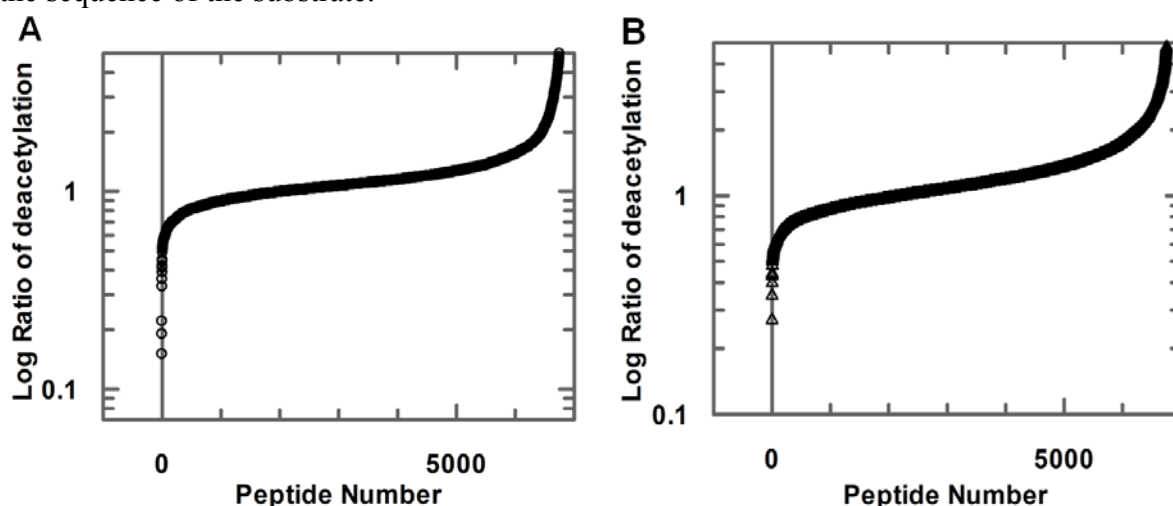 the sequence of the substrate.
A
B
Log Ratio of deacetylation
1
0.1
0
5000
Peptide Number
Log Ratio of deacetylation
1
0.1
0
5000
Peptide Number